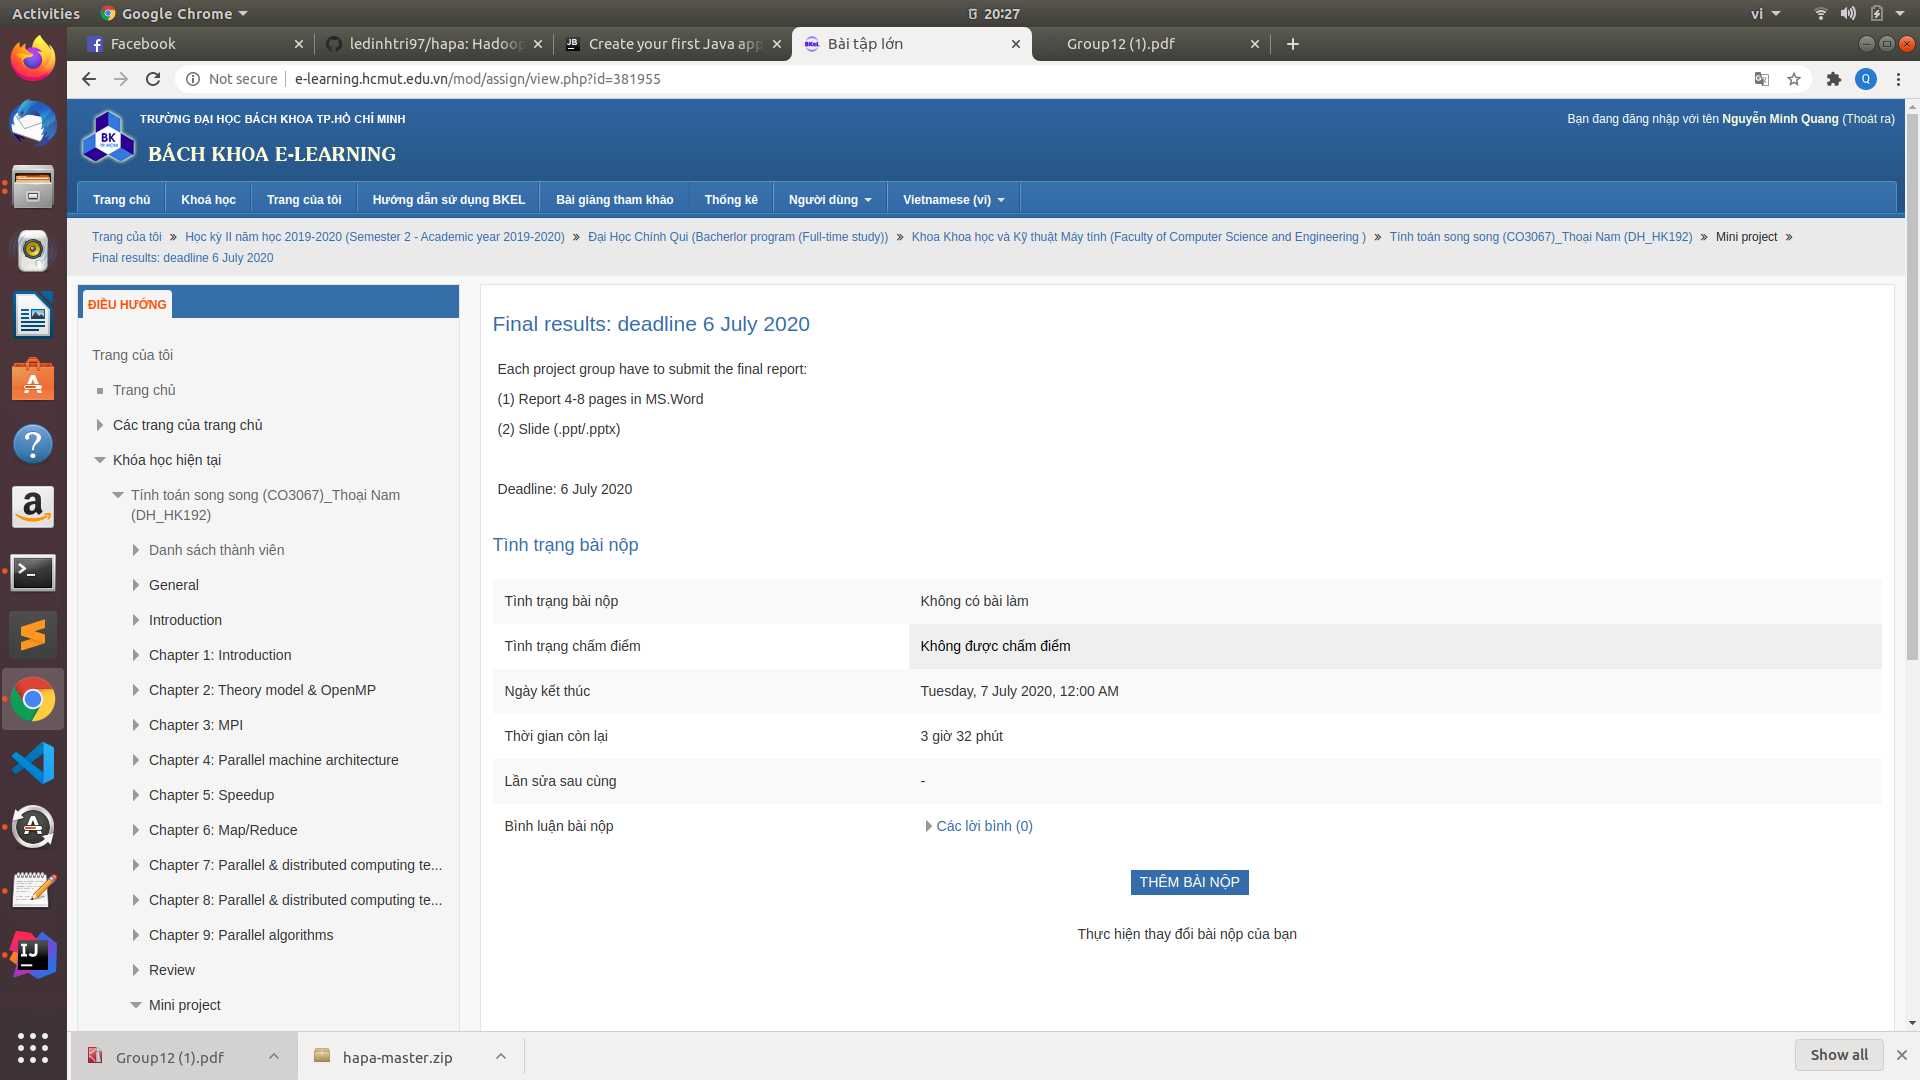 Activities Google Chrome 20:27 vi
Facebook ledinhtri97/hapa: Hadoop Create your first Java app Bài tập lớn Group12 (1).pdf
Not secure e-learning.hcmut.edu.vn/mod/assign/view.php?id=381955 Q
TRƯỜNG ĐẠI HỌC BÁCH KHOA TP.HỒ CHÍ MINH
BK
TP.HCM
BÁCH KHOA E-LEARNING
Bạn đang đăng nhập với tên Nguyễn Minh Quang (Thoát ra)
Trang chủ Khoá học Trang của tôi Hướng dẫn sử dụng BKEL Bài giảng tham khảo Thống kê Người dùng Vietnamese (vi)
Trang của tôi » Học kỳ II năm học 2019-2020 (Semester 2 - Academic year 2019-2020) » Đại Học Chính Qui (Bacherlor program (Full-time study)) » Khoa Khoa học và Kỹ thuật Máy tính (Faculty of Computer Science and Engineering ) » Tính toán song song (CO3067)_Thoại Nam (DH_HK192) » Mini project »
Final results: deadline 6 July 2020
ĐIỀU HƯỚNG
Trang của tôi
Trang chủ
Các trang của trang chủ
Khóa học hiện tại
Tính toán song song (CO3067)_Thoại Nam
(DH_HK192)
Danh sách thành viên
General
Introduction
Chapter 1: Introduction
Chapter 2: Theory model & OpenMP
Chapter 3: MPI
Chapter 4: Parallel machine architecture
Chapter 5: Speedup
Chapter 6: Map/Reduce
Chapter 7: Parallel & distributed computing te...
Chapter 8: Parallel & distributed computing te...
Chapter 9: Parallel algorithms
Review
Mini project
Final results: deadline 6 July 2020
Each project group have to submit the final report:
(1) Report 4-8 pages in MS.Word
(2) Slide (.ppt/.pptx)
Deadline: 6 July 2020
Tình trạng bài nộp
Tình trạng bài nộp Không có bài làm
Tình trạng chấm điểm Không được chấm điểm
Ngày kết thúc Tuesday, 7 July 2020, 12:00 AM
Thời gian còn lại 3 giờ 32 phút
Lần sửa sau cùng -
Bình luận bài nộp Các lời bình (0)
THÊM BÀI NỘP
Thực hiện thay đổi bài nộp của bạn
Group12 (1).pdf hapa-master.zip Show all